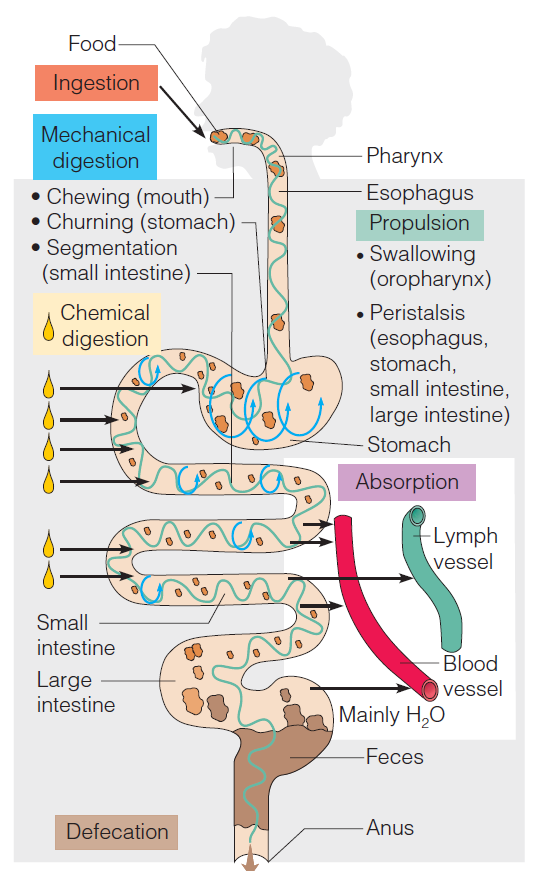 Food
Ingestion
Mechanical
digestion
• Chewing (mouth)
• Churning (stomach)
• Segmentation
(small intestine)
Chemical
digestion
Pharynx
Esophagus
Propulsion
• Swallowing
(oropharynx)
• Peristalsis
(esophagus,
stomach,
small intestine,
large intestine)
Stomach
Absorption
Lymph
vessel
Blood
vessel
Mainly H₂O
Small
intestine
Large
intestine
Feces
Defecation
Anus